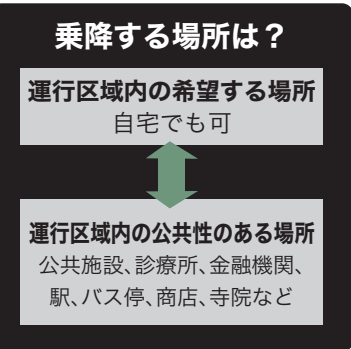 乗降する場所は？
運行区域内の希望する場所
自宅でも可
運行区域内の公共性のある場所
公共施設、診療所、金融機関、
駅、バス停、商店、寺院など